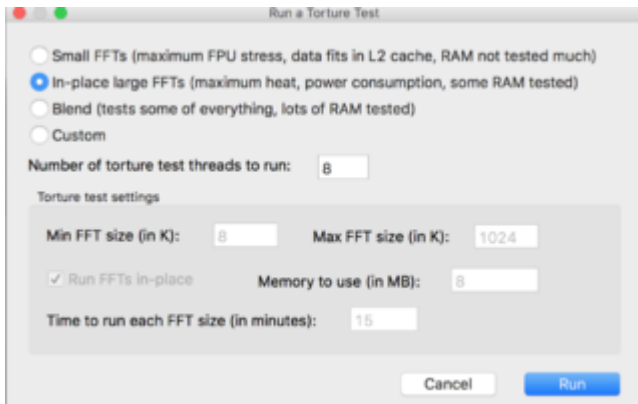 Run a Torture Test
Small FFTs (maximum FPU stress, data fits in L2 cache, RAM not tested much)
In-place large FFTs (maximum heat, power consumption, some RAM tested)
Blend (tests some of everything, lots of RAM tested)
Custom
Number of torture test threads to run: 8
Torture test settings
Min FFT size (in K): 8 Max FFT size (in K): 1024
Run FFTs in-place Memory to use (in MB): 8
Time to run each FFT size (in minutes): 15
Cancel Run